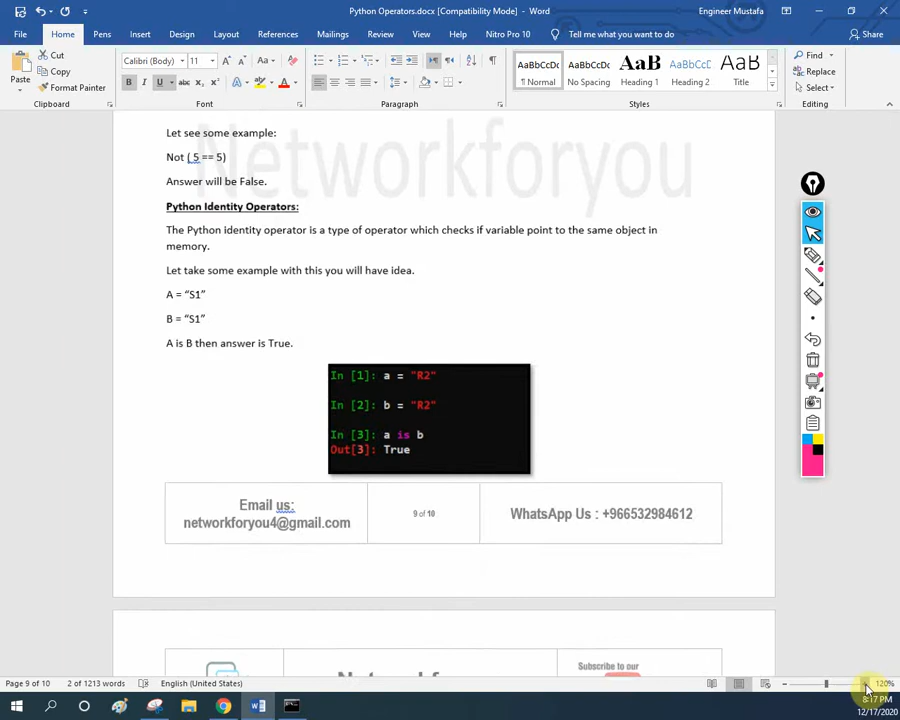 Python Operators.docx [Compatibility Mode] - Word
Engineer Mustafa
File Home Pens Insert Design Layout References Mailings Review View Help Nitro Pro 10 Tell me what you want to do Share
Paste
Cut
Copy
Format Painter
Clipboard
Calibri (Body) 11
Font
Paragraph
AaBbCcDc AaBbCcDc AaBbC AaBbCcD AaB
¶ Normal No Spacing Heading 1 Heading 2 Title
Styles
Find
Replace
Select
Editing
Networkforyou
Let see some example:
Not ( 5 == 5)
Answer will be False.
Python Identity Operators:
The Python identity operator is a type of operator which checks if variable point to the same object in
memory.
Let take some example with this you will have idea.
A = “S1”
B = “S1”
A is B then answer is True.
In [1]: a = "R2"
In [2]: b = "R2"
In [3]: a is b
Out[3]: True
Email us:
networkforyou4@gmail.com
9 of 10
WhatsApp Us : +966532984612
Subscribe to our
Page 9 of 10 2 of 1213 words English (United States) 120%
8:17 PM
12/17/2020